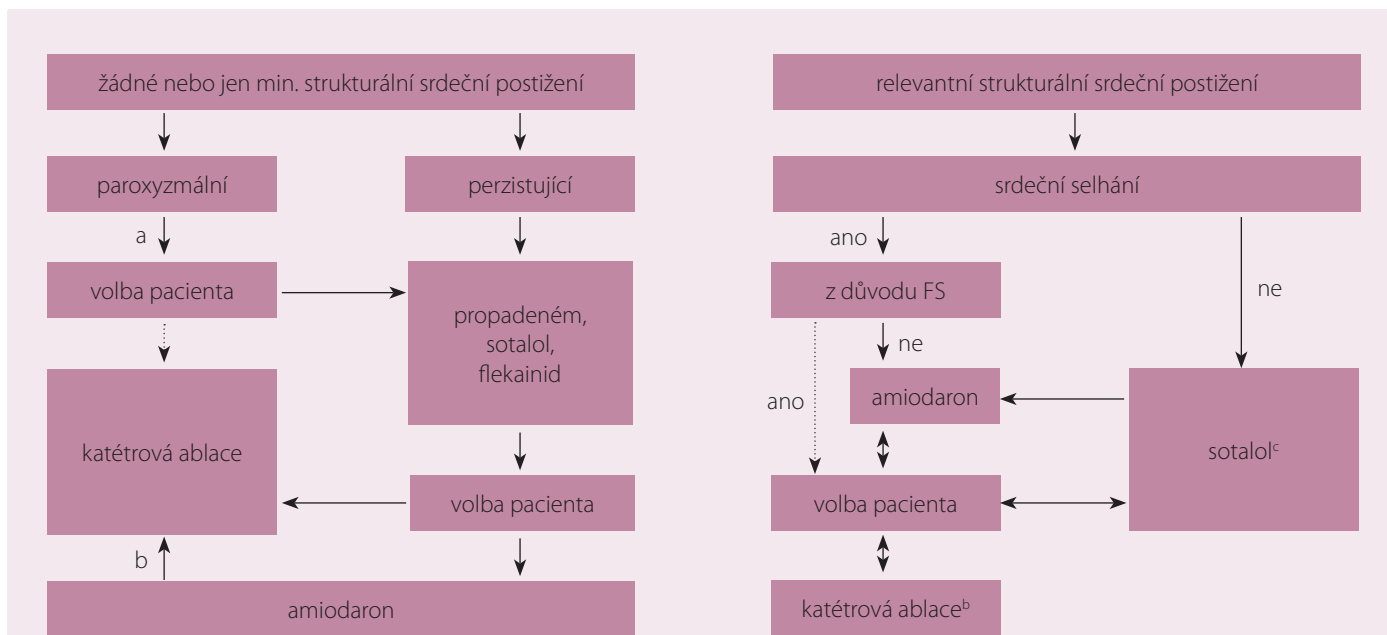 žádné nebo jen min. strukturální srdeční postižení
paroxyzmální
perzistující
a
volba pacienta
propadeném,
sotalol,
flekainid
katétrová ablace
volba pacienta
b
amiodaron
relevantní strukturální srdeční postižení
srdeční selhání
ano
ne
z důvodu FS
ne
ano
amiodaron
sotalolᶜ
volba pacienta
katétrová ablaceᵇ